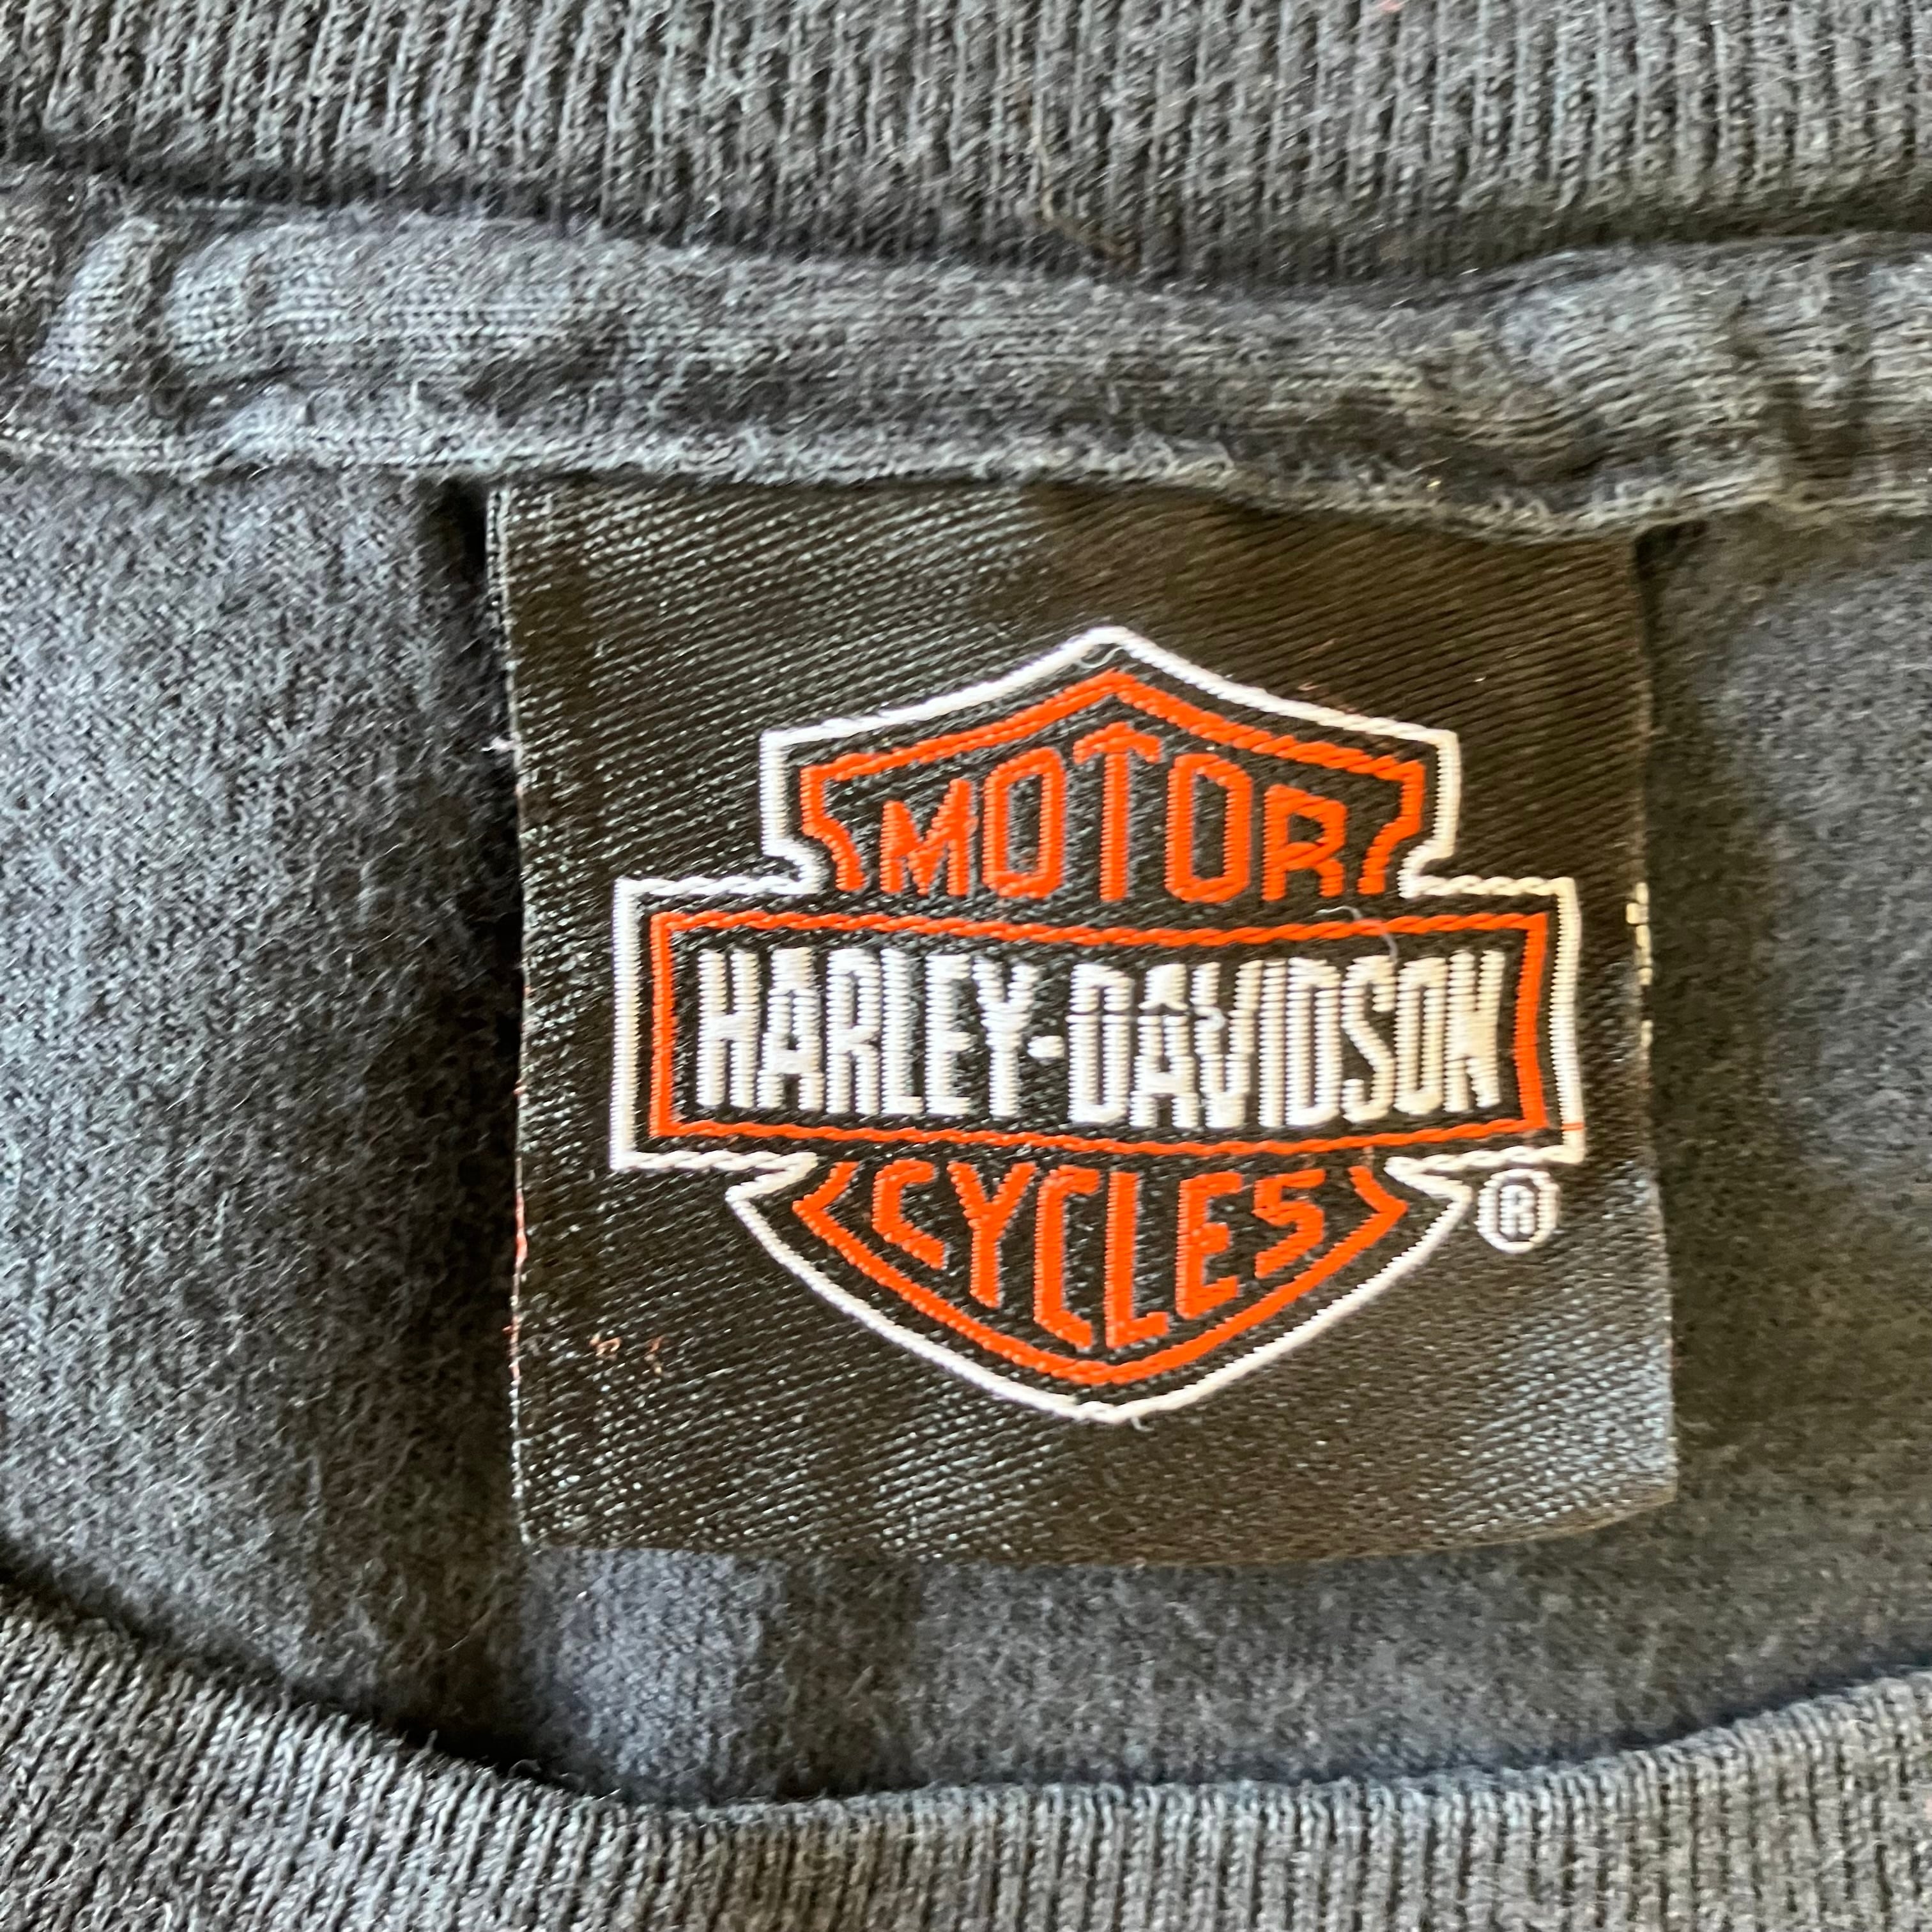 MOTOR
HARLEY-DAVIDSON
CYCLES
®